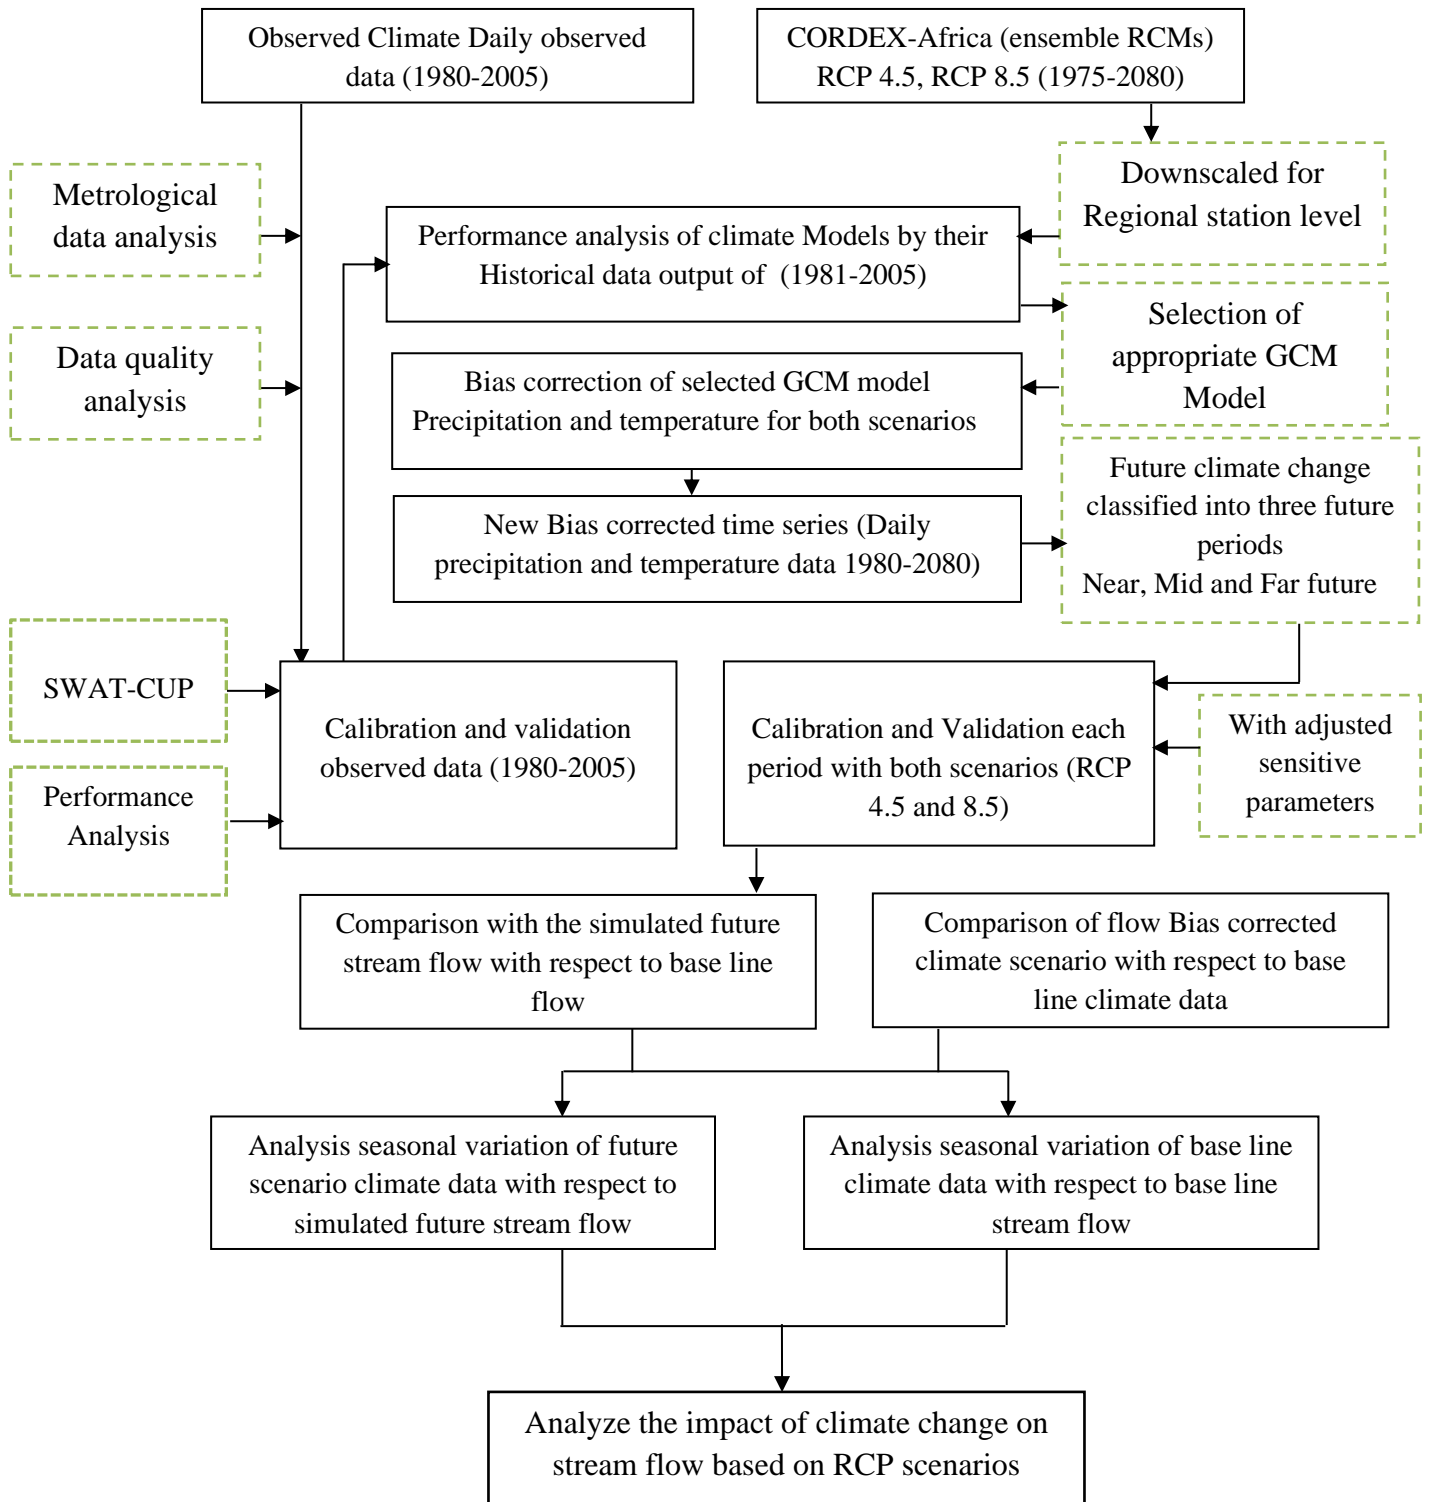 Observed Climate Daily observed
data (1980-2005)
CORDEX-Africa (ensemble RCMs)
RCP 4.5, RCP 8.5 (1975-2080)
Metrological
data analysis
Downscaled for
Regional station level
Performance analysis of climate Models by their
Historical data output of (1981-2005)
Selection of
appropriate GCM
Model
Data quality
analysis
Bias correction of selected GCM model
Precipitation and temperature for both scenarios
Future climate change
classified into three future
periods
Near, Mid and Far future
New Bias corrected time series (Daily
precipitation and temperature data 1980-2080)
SWAT-CUP
Calibration and validation
observed data (1980-2005)
Calibration and Validation each
period with both scenarios (RCP
4.5 and 8.5)
With adjusted
sensitive
parameters
Performance
Analysis
Comparison with the simulated future
stream flow with respect to base line
flow
Comparison of flow Bias corrected
climate scenario with respect to base
line climate data
Analysis seasonal variation of future
scenario climate data with respect to
simulated future stream flow
Analysis seasonal variation of base line
climate data with respect to base line
stream flow
Analyze the impact of climate change on
stream flow based on RCP scenarios